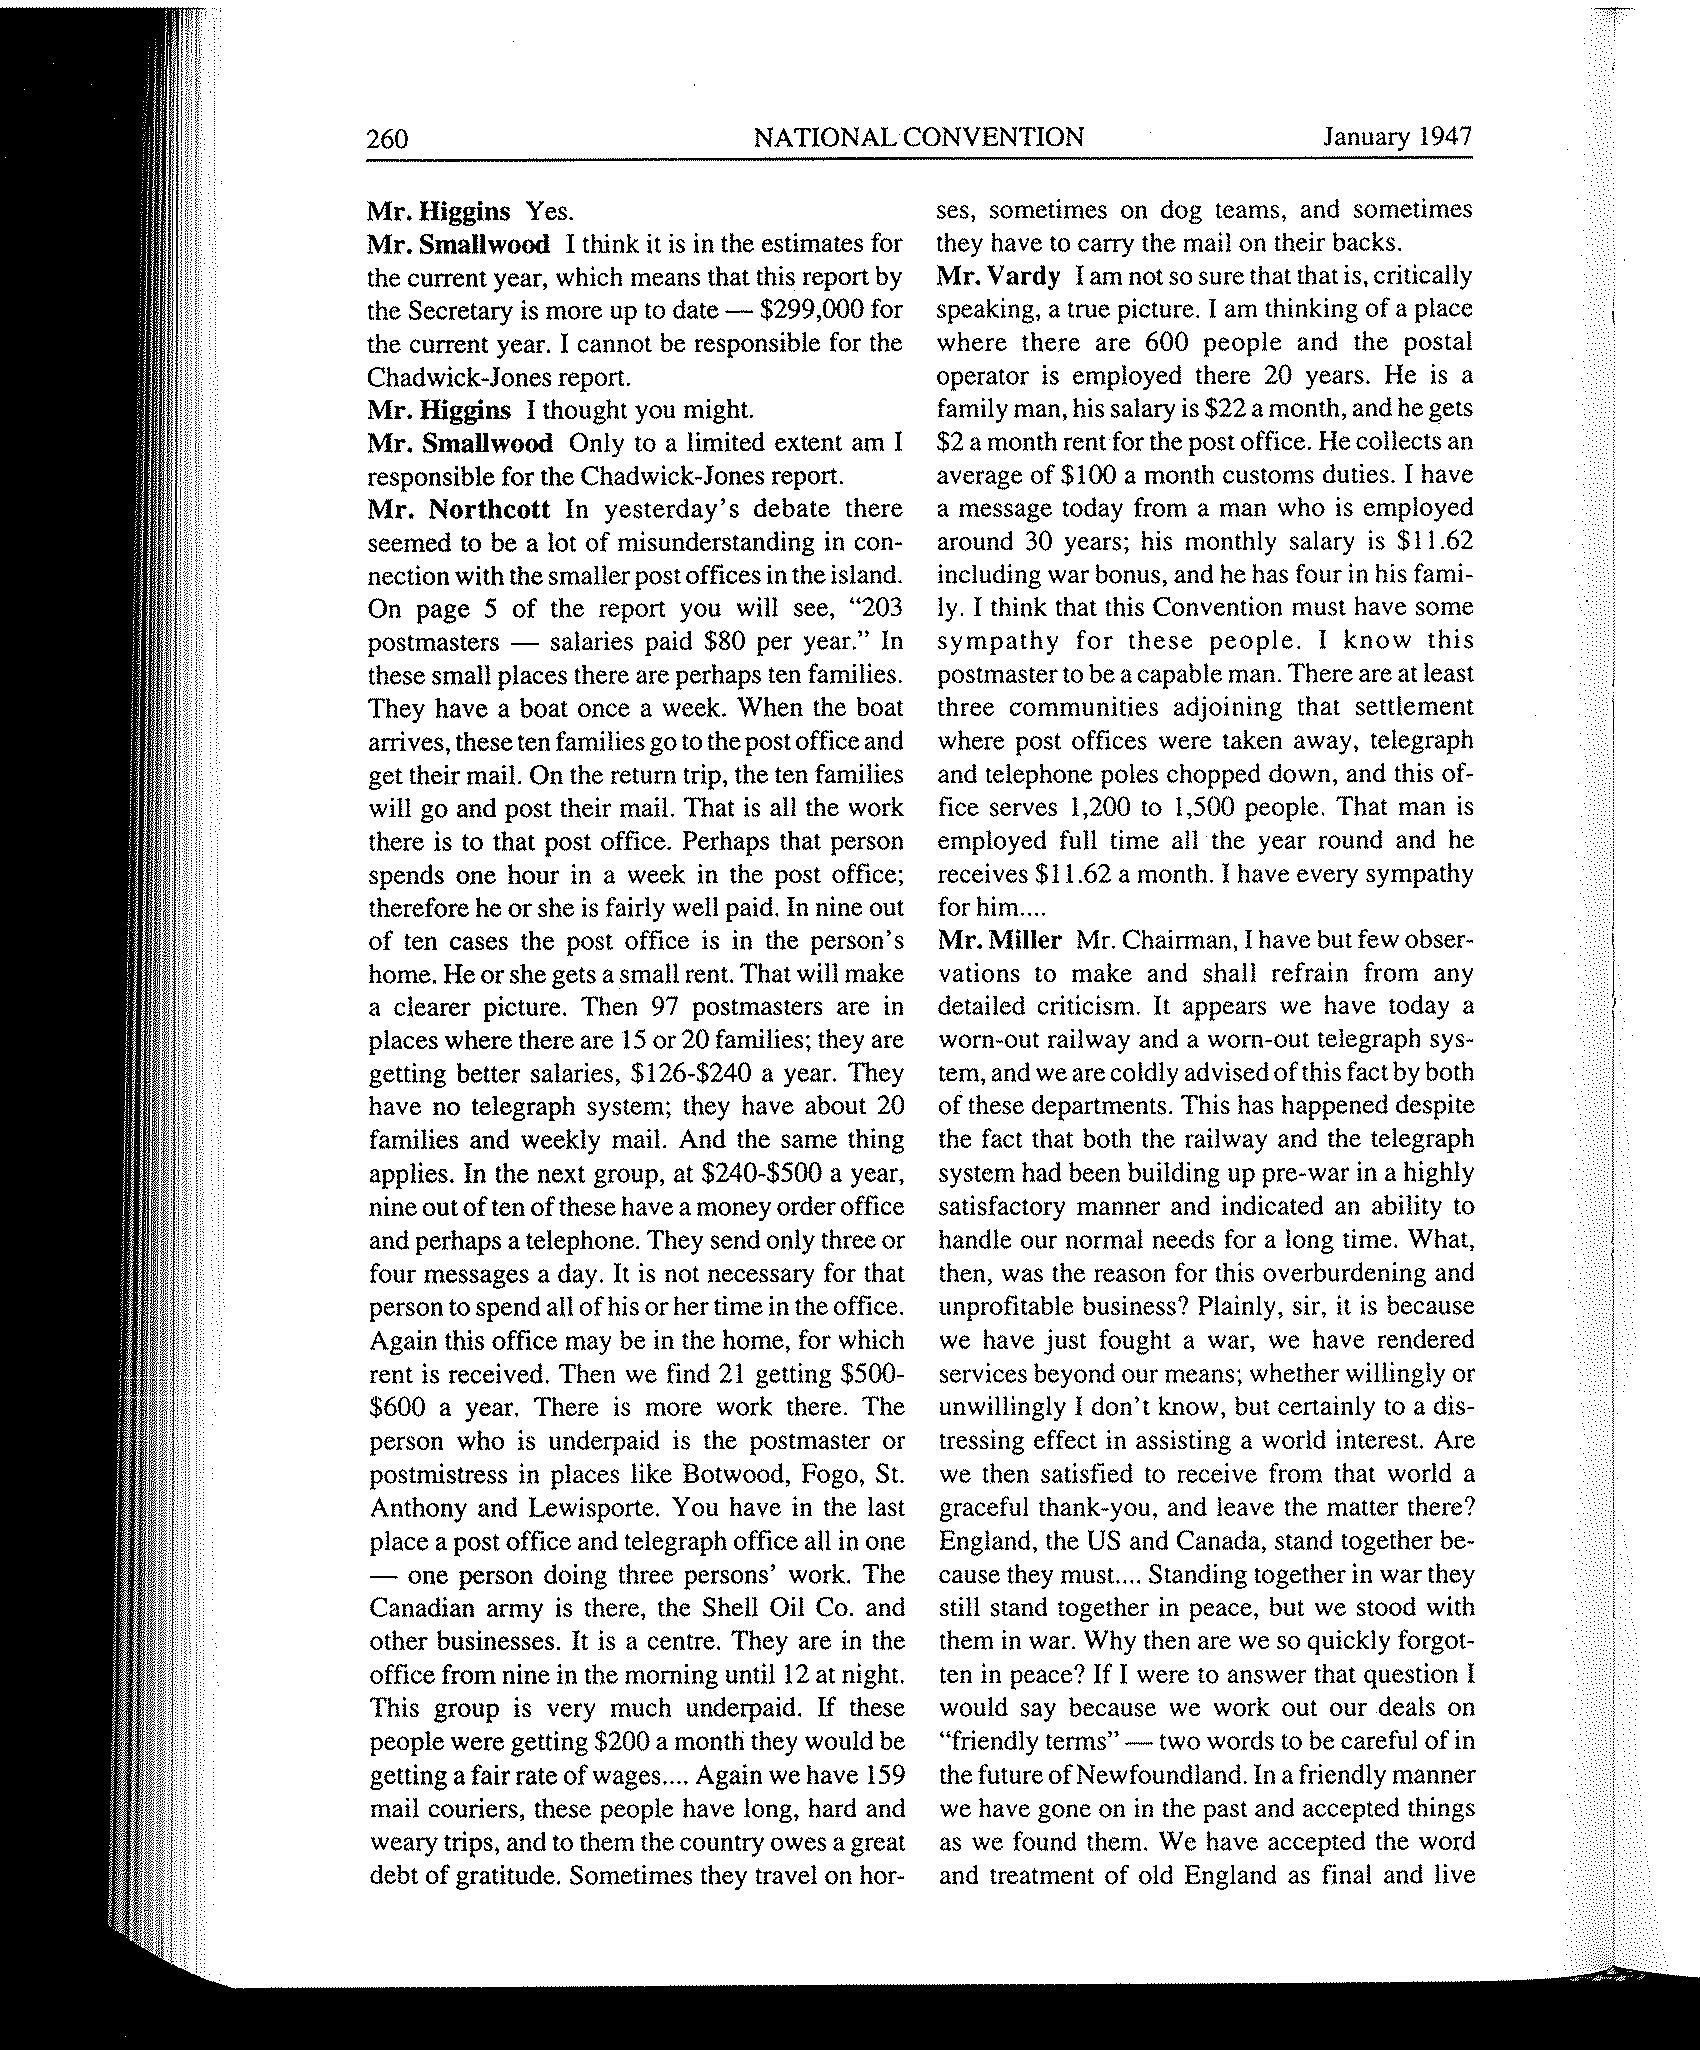 260 NATIONAL CONVENTION January 1947
Mr. Higgins Yes.
Mr. Smallwood I think it is in the estimates for
the current year, which means that this report by
the Secretary is more up to date — $299,000 for
the current year. I cannot be responsible for the
Chadwick-Jones report.
Mr. Higgins I thought you might.
Mr. Smallwood Only to a limited extent am I
responsible for the Chadwick-Jones report.
Mr. Northcott In yesterday's debate there
seemed to be a lot of misunderstanding in con-
nection with the smaller post offices in the island.
On page 5 of the report you will see, “203
postmasters — salaries paid $80 per year.” In
these small places there are perhaps ten families.
They have a boat once a week. When the boat
arrives, these ten families go to the post office and
get their mail. On the return trip, the ten families
will go and post their mail. That is all the work
there is to that post office. Perhaps that person
spends one hour in a week in the post office;
therefore he or she is fairly well paid. In nine out
of ten cases the post office is in the person's
home. He or she gets a small rent. That will make
a clearer picture. Then 97 postmasters are in
places where there are 15 or 20 families; they are
getting better salaries, $126-$240 a year. They
have no telegraph system; they have about 20
families and weekly mail. And the same thing
applies. In the next group, at $240-$500 a year,
nine out of ten of these have a money order office
and perhaps a telephone. They send only three or
four messages a day. It is not necessary for that
person to spend all of his or her time in the office.
Again this office may be in the home, for which
rent is received. Then we find 21 getting $500-
$600 a year. There is more work there. The
person who is underpaid is the postmaster or
postmistress in places like Botwood, Fogo, St.
Anthony and Lewisporte. You have in the last
place a post office and telegraph office all in one
— one person doing three persons' work. The
Canadian army is there, the Shell Oil Co. and
other businesses. It is a centre. They are in the
office from nine in the morning until 12 at night.
This group is very much underpaid. If these
people were getting $200 a month they would be
getting a fair rate of wages.... Again we have 159
mail couriers, these people have long, hard and
weary trips, and to them the country owes a great
debt of gratitude. Sometimes they travel on hor-
ses, sometimes on dog teams, and sometimes
they have to carry the mail on their backs.
Mr. Vardy I am not so sure that that is, critically
speaking, a true picture. I am thinking of a place
where there are 600 people and the postal
operator is employed there 20 years. He is a
family man, his salary is $22 a month, and he gets
$2 a month rent for the post office. He collects an
average of $100 a month customs duties. I have
a message today from a man who is employed
around 30 years; his monthly salary is $11.62
including war bonus, and he has four in his fami-
ly. I think that this Convention must have some
sympathy for these people. I know this
postmaster to be a capable man. There are at least
three communities adjoining that settlement
where post offices were taken away, telegraph
and telephone poles chopped down, and this of-
fice serves 1,200 to 1,500 people. That man is
employed full time all the year round and he
receives $11.62 a month. I have every sympathy
for him....
Mr. Miller Mr. Chairman, I have but few obser-
vations to make and shall refrain from any
detailed criticism. It appears we have today a
worn-out railway and a worn-out telegraph sys-
tem, and we are coldly advised of this fact by both
of these departments. This has happened despite
the fact that both the railway and the telegraph
system had been building up pre-war in a highly
satisfactory manner and indicated an ability to
handle our normal needs for a long time. What,
then, was the reason for this overburdening and
unprofitable business? Plainly, sir, it is because
we have just fought a war, we have rendered
services beyond our means; whether willingly or
unwillingly I don't know, but certainly to a dis-
tressing effect in assisting a world interest. Are
we then satisfied to receive from that world a
graceful thank-you, and leave the matter there?
England, the US and Canada, stand together be-
cause they must.... Standing together in war they
still stand together in peace, but we stood with
them in war. Why then are we so quickly forgot-
ten in peace? If I were to answer that question I
would say because we work out our deals on
“friendly terms” — two words to be careful of in
the future of Newfoundland. In a friendly manner
we have gone on in the past and accepted things
as we found them. We have accepted the word
and treatment of old England as final and live